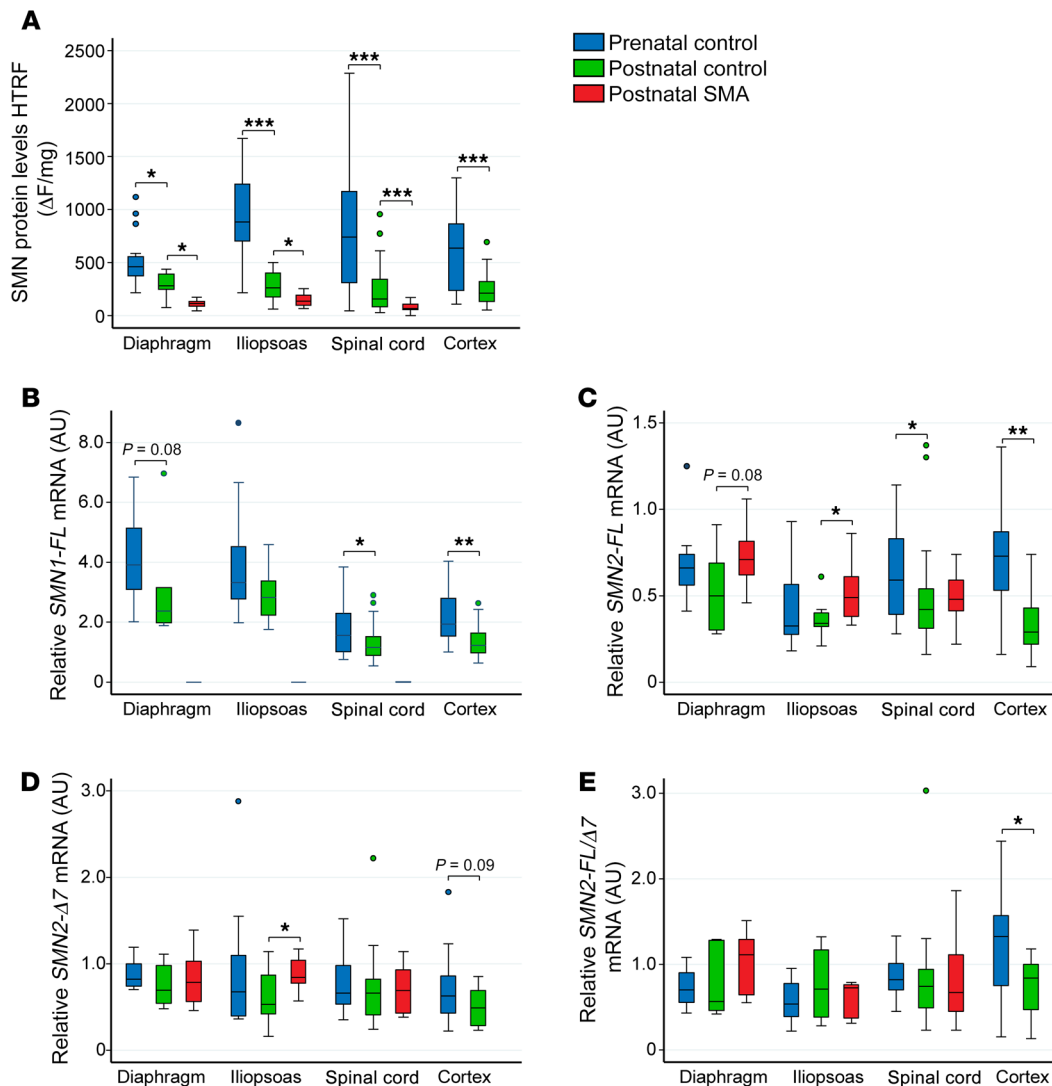 A
SMN protein levels HTRF
(ΔF/mg)
2500
2000
1500
1000
500
0
***
***
***
***
*
*
*
Diaphragm Iliopsoas Spinal cord Cortex
Prenatal control
Postnatal control
Postnatal SMA
B
Relative SMN1-FL mRNA (AU)
8.0
6.0
4.0
2.0
0
P = 0.08
*
**
Diaphragm Iliopsoas Spinal cord Cortex
C
Relative SMN2-FL mRNA (AU)
1.5
1.0
0.5
0
P = 0.08
*
*
**
Diaphragm Iliopsoas Spinal cord Cortex
D
Relative SMN2-Δ7 mRNA (AU)
3.0
2.0
1.0
0
*
P = 0.09
Diaphragm Iliopsoas Spinal cord Cortex
E
Relative SMN2-FL/Δ7
mRNA (AU)
3.0
2.0
1.0
0
*
Diaphragm Iliopsoas Spinal cord Cortex